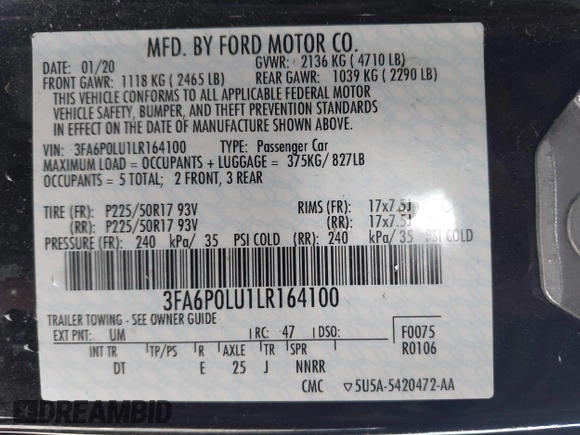 MFD. BY FORD MOTOR CO.
DATE: 01/20 GVWR: 2136 KG ( 4710 LB)
FRONT GAWR: 1118 KG ( 2465 LB) REAR GAWR: 1039 KG ( 2290 LB)
THIS VEHICLE CONFORMS TO ALL APPLICABLE FEDERAL MOTOR
VEHICLE SAFETY, BUMPER, AND THEFT PREVENTION STANDARDS
IN EFFECT ON THE DATE OF MANUFACTURE SHOWN ABOVE.
VIN: 3FA6P0LU1LR164100 TYPE: Passenger Car
MAXIMUM LOAD = OCCUPANTS + LUGGAGE = 375KG/ 827LB
OCCUPANTS = 5 TOTAL; 2 FRONT, 3 REAR
TIRE (FR): P225/50R17 93V RIMS (FR): 17x7.5J
(RR): P225/50R17 93V (RR): 17x7.5J
PRESSURE (FR): 240 kPa/ 35 PSI COLD (RR): 240 kPa/ 35 PSI COLD
3FA6P0LU1LR164100
TRAILER TOWING - SEE OWNER GUIDE
EXT PNT: UM RC: 47 DSO: F0075
R0106
INT TR TP/PS R AXLE TR SPR
DT E 25 J NNRR
CMC ▽5U5A-5420472-AA
DREAMBID